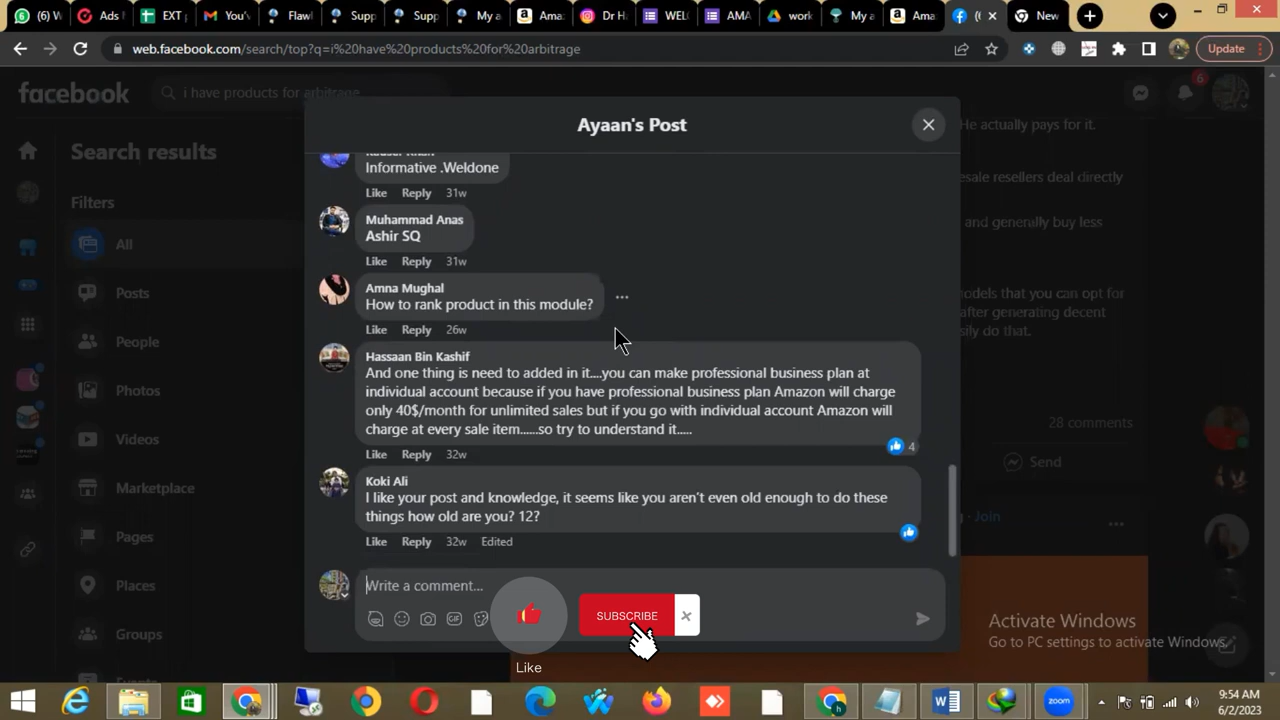 (6) W
Ads M
EXT p
You'v
Flawl
Supp
Supp
My a
Ama
Dr H
WEL
AMA
work
My a
Ama
(
New
web.facebook.com/search/top?q=i%20have%20products%20for%20arbitrage
Update
facebook
i have products for arbitrage
6
Search results
Filters
All
Posts
People
Photos
Videos
Marketplace
Pages
Places
Groups
Events
Ayaan's Post
Informative .Weldone
Like Reply 31w
Muhammad Anas
Ashir SQ
Like Reply 31w
Amna Mughal
How to rank product in this module?
Like Reply 26w
Hassaan Bin Kashif
And one thing is need to added in it....you can make professional business plan at
individual account because if you have professional business plan Amazon will charge
only 40$/month for unlimited sales but if you go with individual account Amazon will
charge at every sale item......so try to understand it.....
4
Like Reply 32w
Koki Ali
I like your post and knowledge, it seems like you aren't even old enough to do these
things how old are you? 12?
Like Reply 32w Edited
Write a comment...
GIF
SUBSCRIBE
Like
He actually pays for it.
esale resellers deal directly
and generally buy less
models that you can opt for
after generating decent
sily do that.
28 comments
Send
Join
Activate Windows
Go to PC settings to activate Windows.
zoom
9:54 AM
6/2/2023